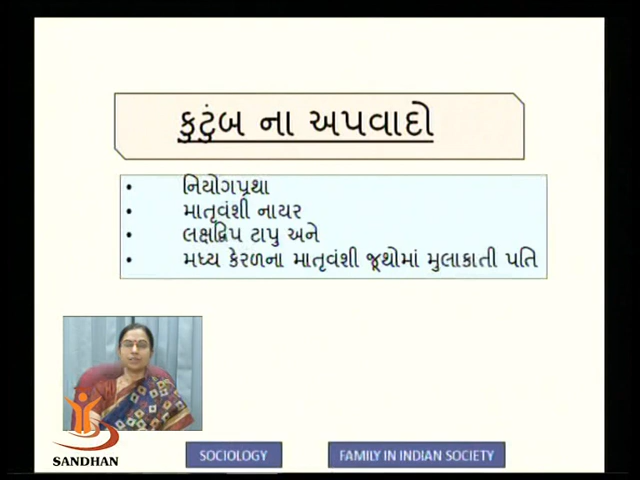 કુટુંબ ના અપવાદો
• નિયોગપ્રથા
• માતૃવંશી નાયર
• લક્ષદ્વિપ ટાપુ અને
• મધ્ય કેરળના માતૃવંશી જૂથોમાં મુલાકાતી પતિ
SANDHAN
SOCIOLOGY
FAMILY IN INDIAN SOCIETY